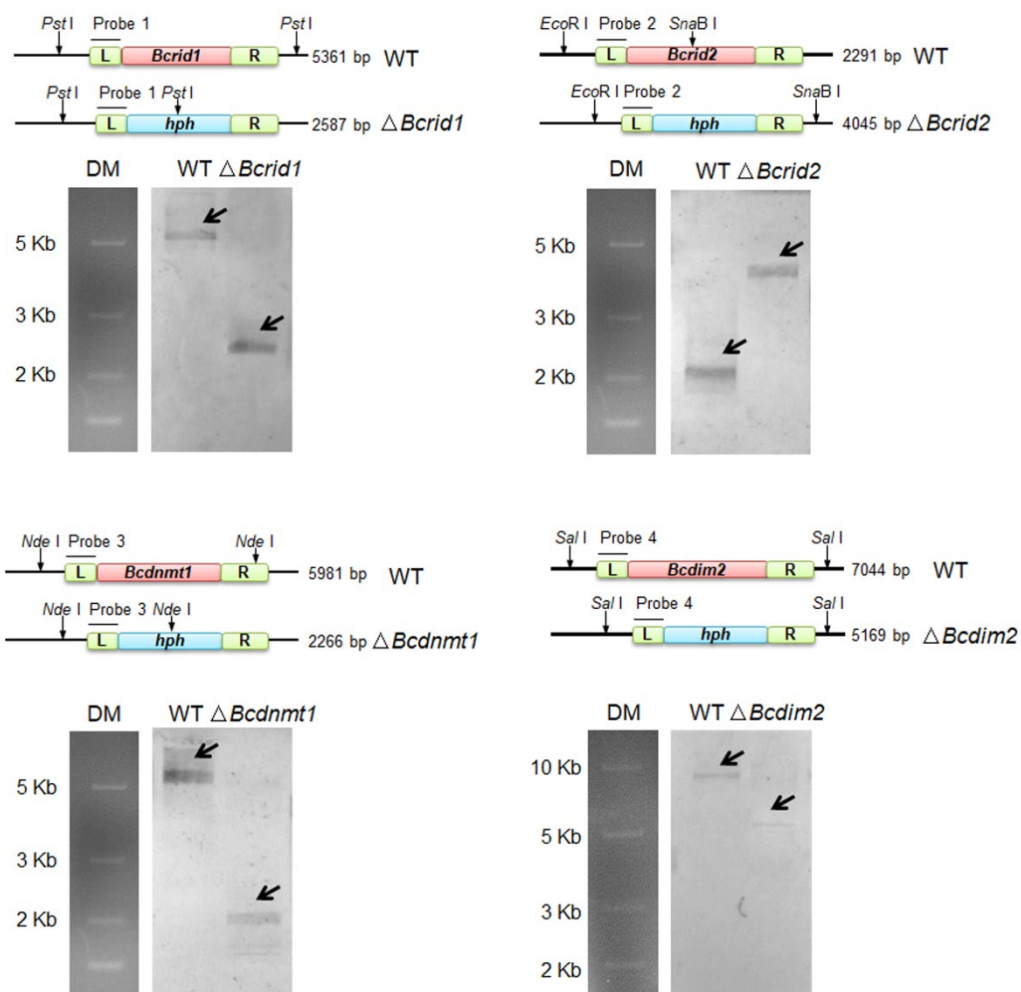 Pst I Probe 1 Pst I
L Bcrid1 R 5361 bp WT
Pst I Probe 1 Pst I
L hph R 2587 bp △Bcrid1
DM WT △Bcrid1
5 Kb
3 Kb
2 Kb
EcoR I Probe 2 SnaB I
L Bcrid2 R 2291 bp WT
EcoR I Probe 2 SnaB I
L hph R 4045 bp △Bcrid2
DM WT △Bcrid2
5 Kb
3 Kb
2 Kb
Nde I Probe 3 Nde I
L Bcdnmt1 R 5981 bp WT
Nde I Probe 3 Nde I
L hph R 2266 bp △Bcdnmt1
DM WT △Bcdnmt1
5 Kb
3 Kb
2 Kb
Sal I Probe 4 Sal I
L Bcdim2 R 7044 bp WT
Sal I Probe 4 Sal I
L hph R 5169 bp △Bcdim2
DM WT △Bcdim2
10 Kb
5 Kb
3 Kb
2 Kb